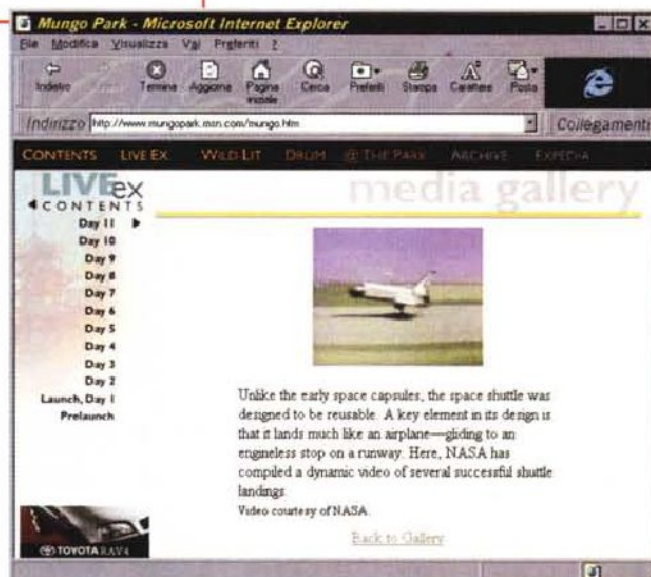 Mungo Park - Microsoft Internet Explorer
File Modifica Visualizza Vai Preferiti ?
Indietro Termine Aggiorna Pagina iniziale Cerca Preferiti Stampa Carattere Posta
Indirizzo http://www.mungopark.msn.com/mungo.htm Collegamenti
CONTENTS LIVE EX WILD LIT DRUM @ THE PARK ARCHIVE EXPEDIA
LIVE ex media gallery
CONTENTS
Day 11
Day 10
Day 9
Day 8
Day 7
Day 6
Day 5
Day 4
Day 3
Day 2
Launch, Day 1
Prelaunch
Unlike the early space capsules, the space shuttle was
designed to be reusable. A key element in its design is
that it lands much like an airplane—gliding to an
engineless stop on a runway. Here, NASA has
compiled a dynamic video of several successful shuttle
landings.
Video courtesy of NASA.
Back to Gallery
TOYOTA RAV4